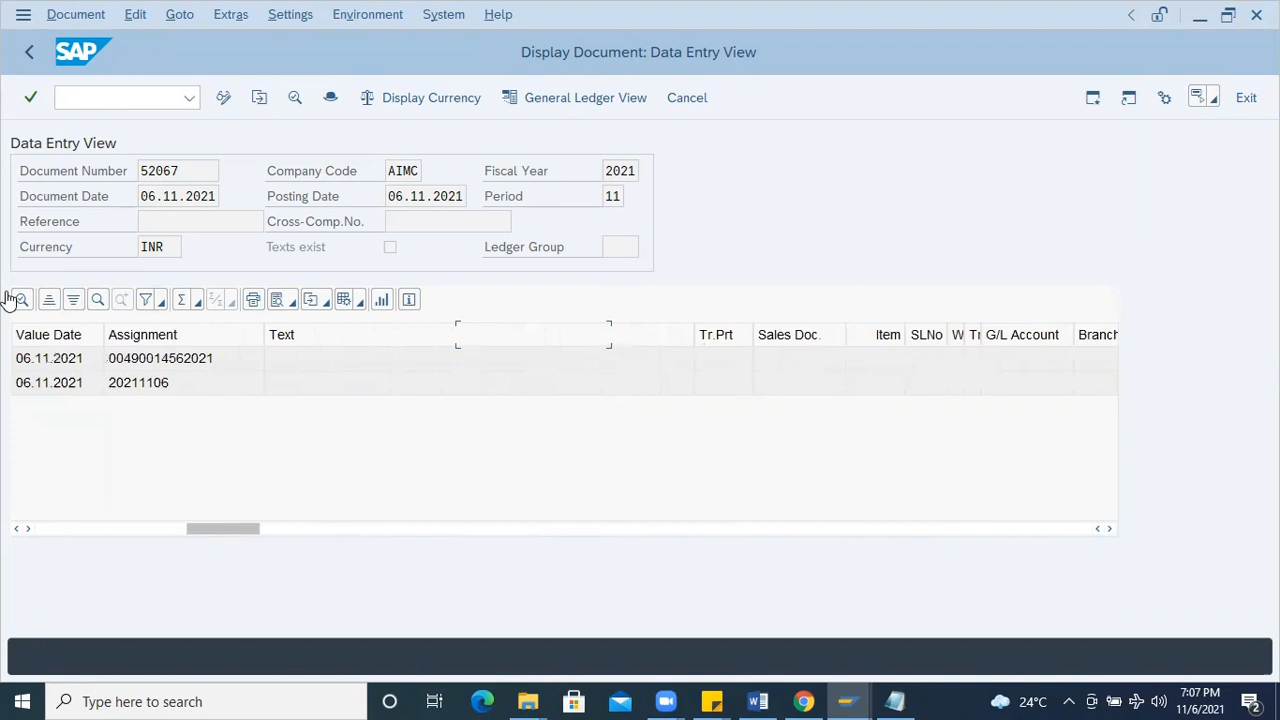 Document Edit Goto Extras Settings Environment System Help
SAP Display Document: Data Entry View
Display Currency General Ledger View Cancel Exit
Data Entry View
Document Number 52067 Company Code AIMC Fiscal Year 2021
Document Date 06.11.2021 Posting Date 06.11.2021 Period 11
Reference Cross-Comp.No.
Currency INR Texts exist Ledger Group
Value Date Assignment Text Tr.Prt Sales Doc. Item SLNo W Tr G/L Account Branch
06.11.2021 00490014562021
06.11.2021 20211106
Type here to search 24°C 7:07 PM
11/6/2021 2